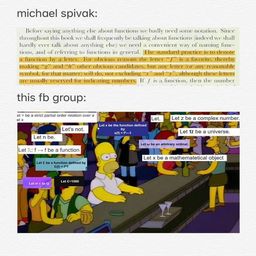 michael spivak:
Before saying anything else about functions we badly need some notation. Since
throughout this book we shall frequently be talking about functions (indeed we shall
hardly ever talk about anything else) we need a convenient way of naming func-
tions, and of referring to functions in general. The standard practice is to denote
a function by a letter. For obvious reasons the letter "f" is a favorite, thereby
making "g" and "h" other obvious candidates, but any letter (or any reasonable
symbol, for that matter) will do, not excluding "x" and "y", although these letters
are usually reserved for indicating numbers. If f is a function, then the number
this fb group:
be a strict partial order relation over a
Let.
Let z be a complex number.
Let's not.
Let x be the function defined by
Let 𝒰 be a universe.
Let n be.
Let be an arbitrary ordinal.
Let : f → f be a function
Let x be a mathematical object
Let E be a function defined by
Let